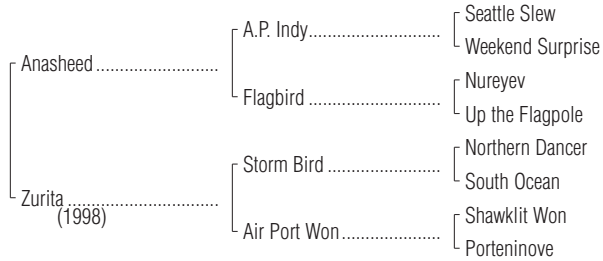 Seattle Slew
A.P. Indy..............................
Weekend Surprise
Anasheed............................
Nureyev
Flagbird..............................
Up the Flagpole
Northern Dancer
Storm Bird..........................
South Ocean
Zurita..................................
(1998)
Shawklit Won
Air Port Won.......................
Porteninove